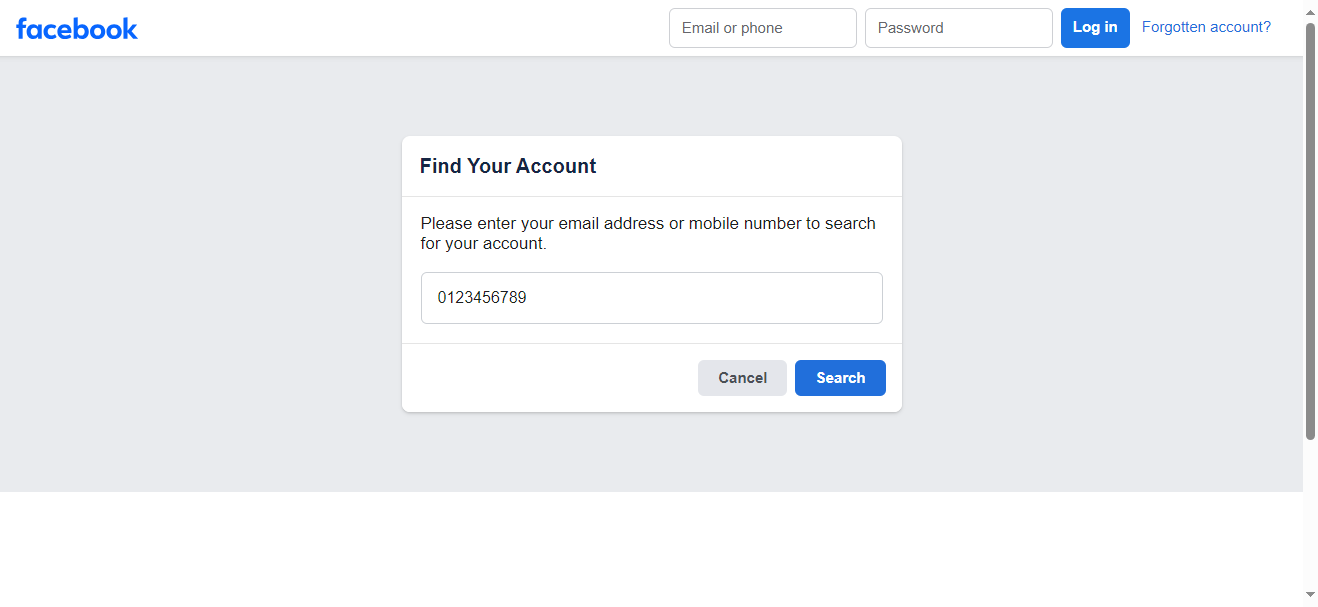 facebook
Email or phone
Password
Log in
Forgotten account?
Find Your Account
Please enter your email address or mobile number to search
for your account.
0123456789
Cancel
Search